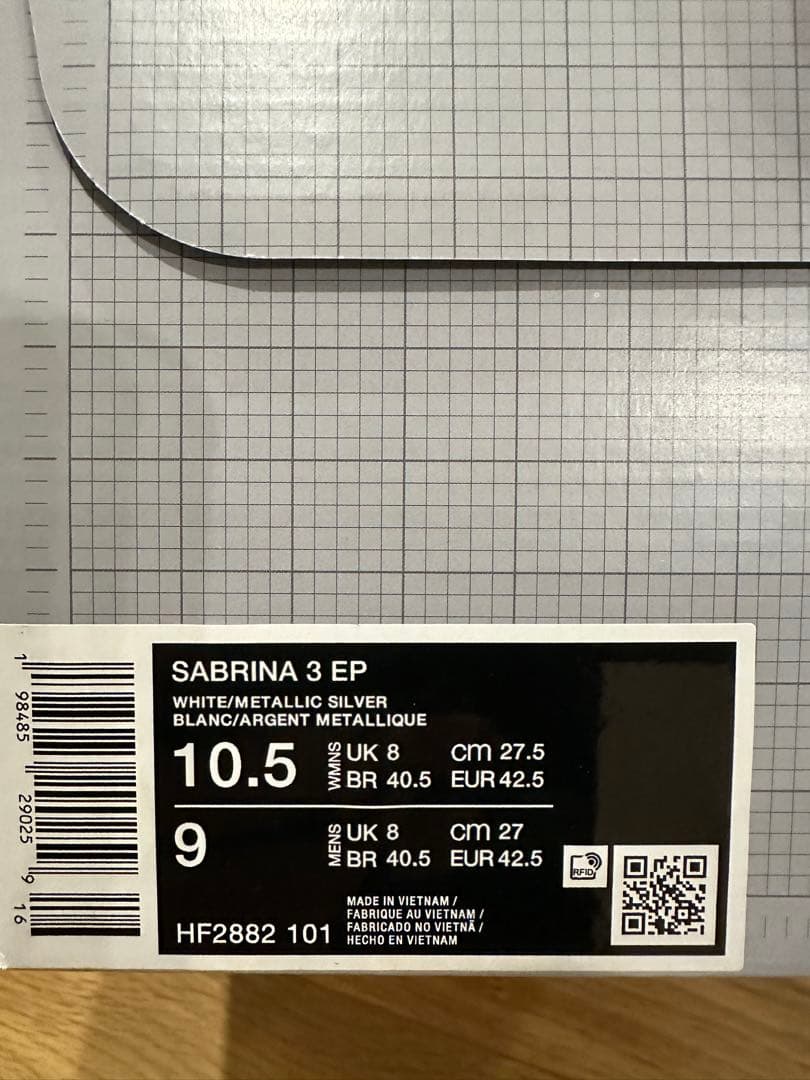 SABRINA 3 EP
WHITE/METALLIC SILVER
BLANC/ARGENT METALLIQUE
10.5 WMNS UK 8 cm 27.5
BR 40.5 EUR 42.5
9 MENS UK 8 cm 27
BR 40.5 EUR 42.5
RFID
HF2882 101
MADE IN VIETNAM /
FABRIQUE AU VIETNAM /
FABRICADO NO VIETNÃ /
HECHO EN VIETNAM
1 98485 29025 9 16